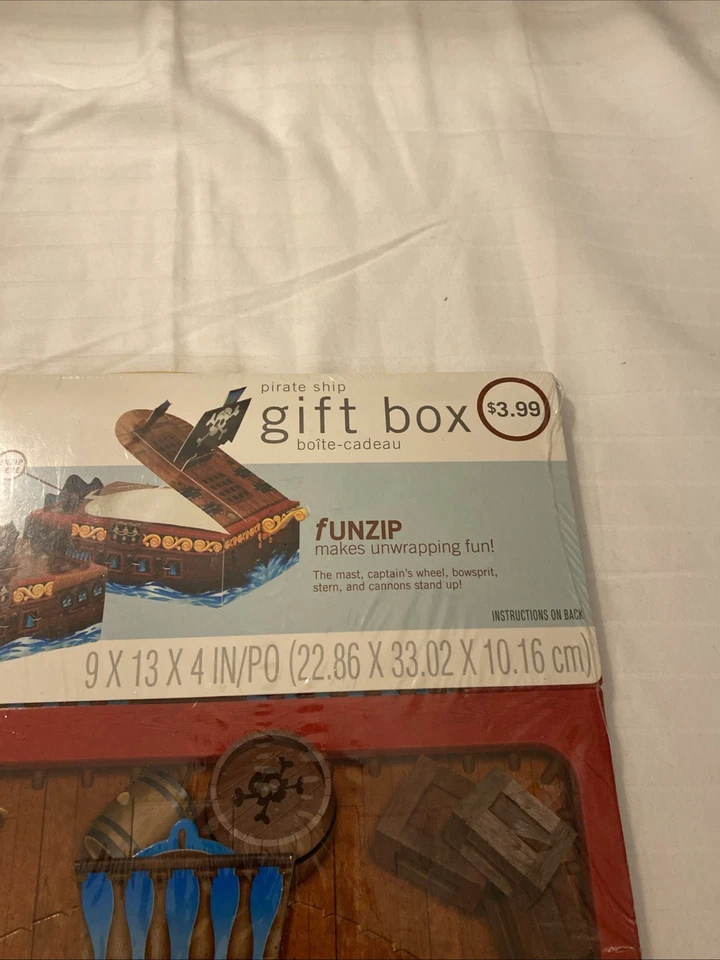 pirate ship
gift box
boîte-cadeau
$3.99
fUNZIP
makes unwrapping fun!
The mast, captain's wheel, bowsprit,
stern, and cannons stand up!
INSTRUCTIONS ON BACK
9 X 13 X 4 IN/PO (22.86 X 33.02 X 10.16 cm)